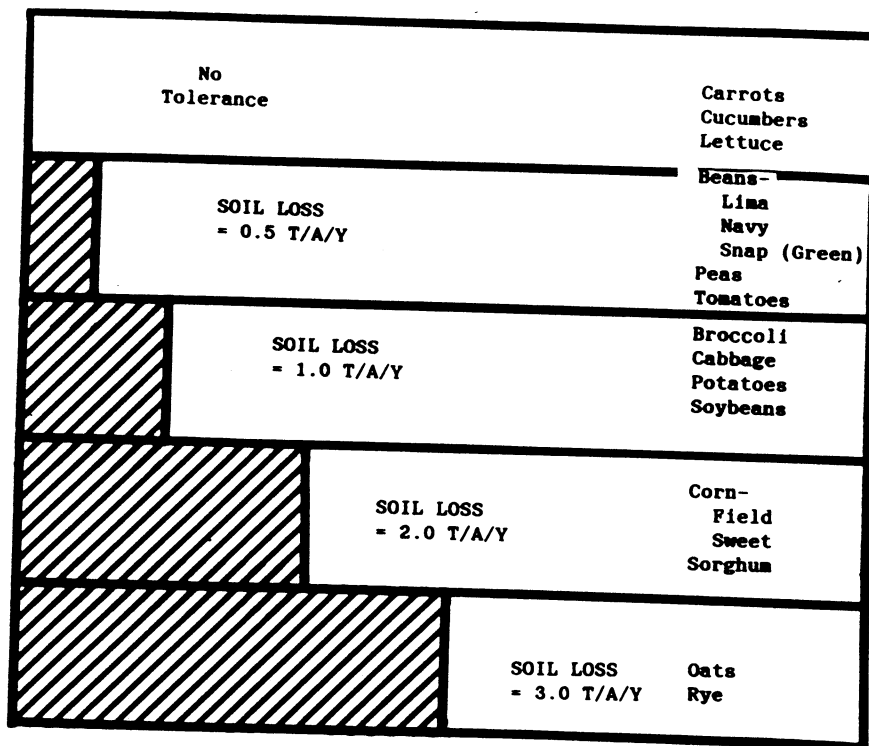 No
Tolerance
Carrots
Cucumbers
Lettuce
SOIL LOSS
= 0.5 T/A/Y
Beans-
Lima
Navy
Snap (Green)
Peas
Tomatoes
SOIL LOSS
= 1.0 T/A/Y
Broccoli
Cabbage
Potatoes
Soybeans
SOIL LOSS
= 2.0 T/A/Y
Corn-
Field
Sweet
Sorghum
SOIL LOSS
= 3.0 T/A/Y
Oats
Rye